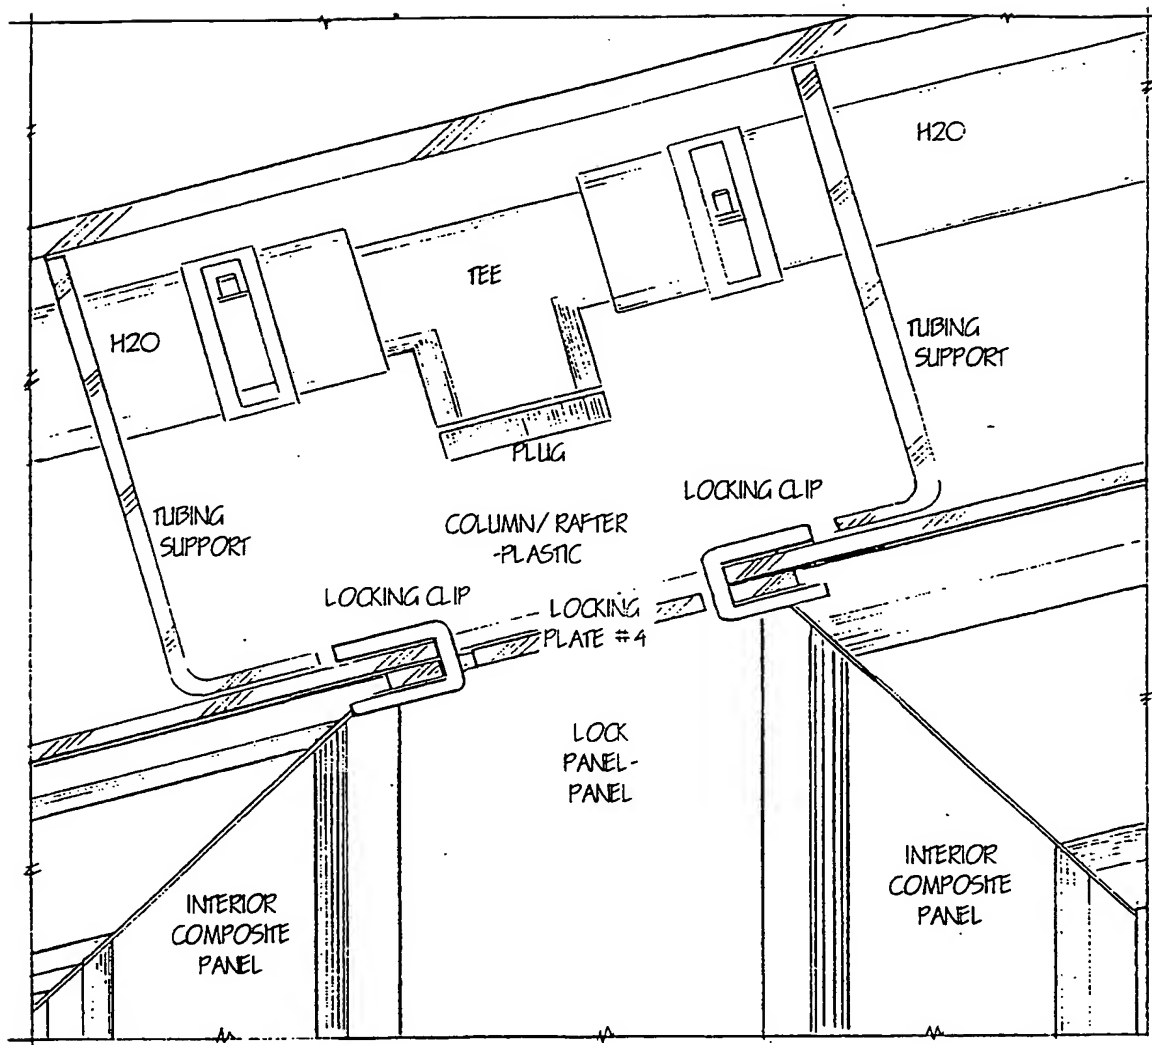 H2O
TEE
H2O
TUBING
SUPPORT
PLUG
LOCKING CLIP
TUBING
SUPPORT
COLUMN/RAFTER
-PLASTIC
LOCKING CLIP
LOCKING
PLATE #4
LOCK
PANEL-
PANEL
INTERIOR
COMPOSITE
PANEL
INTERIOR
COMPOSITE
PANEL